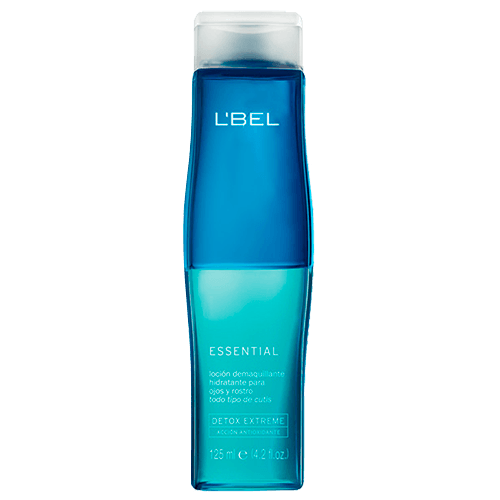 L'BEL
ESSENTIAL
loción demaquillante
hidratante para
ojos y rostro
todo tipo de cutis
DETOX EXTREME
ACCIÓN ANTIOXIDANTE
125 ml ℮ (4.2 fl.oz.)